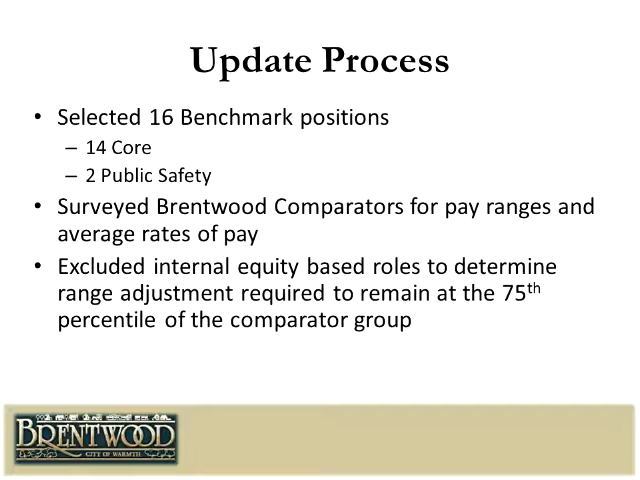 Update Process
• Selected 16 Benchmark positions
– 14 Core
– 2 Public Safety
• Surveyed Brentwood Comparators for pay ranges and
average rates of pay
• Excluded internal equity based roles to determine
range adjustment required to remain at the 75th
percentile of the comparator group
BRENTWOOD
CITY OF WARMTH